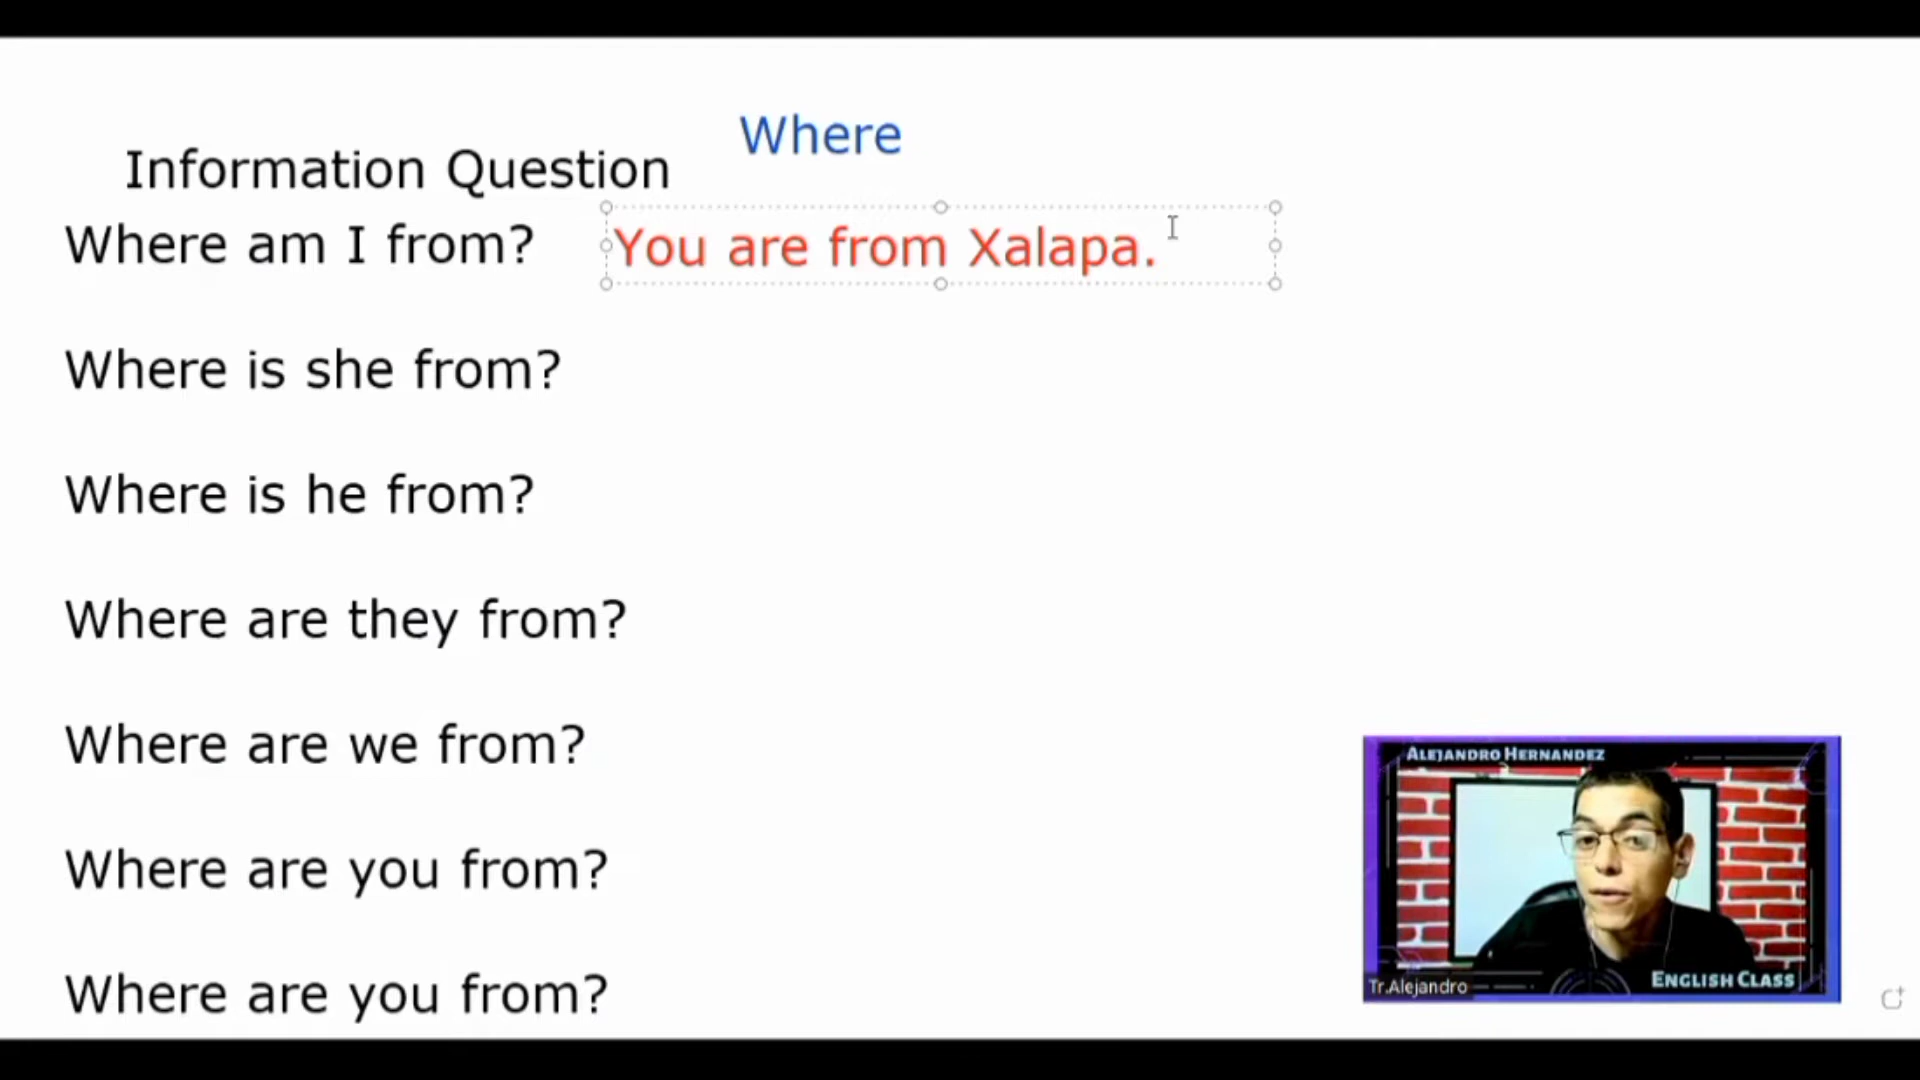 Where
Information Question
Where am I from? You are from Xalapa.
Where is she from?
Where is he from?
Where are they from?
Where are we from?
Where are you from?
Where are you from?
ALEJANDRO HERNANDEZ
ENGLISH CLASS
Tr.Alejandro